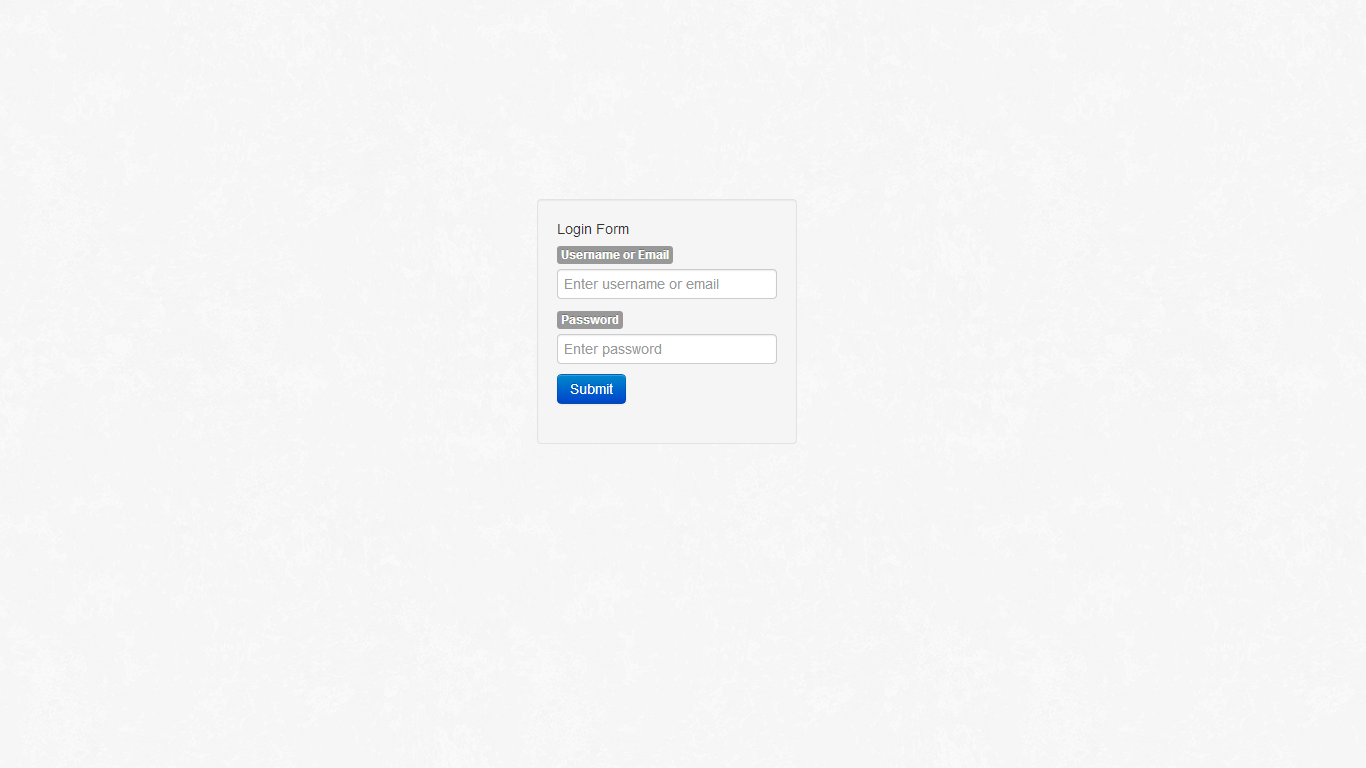 Login Form
Username or Email
Enter username or email
Password
Enter password
Submit